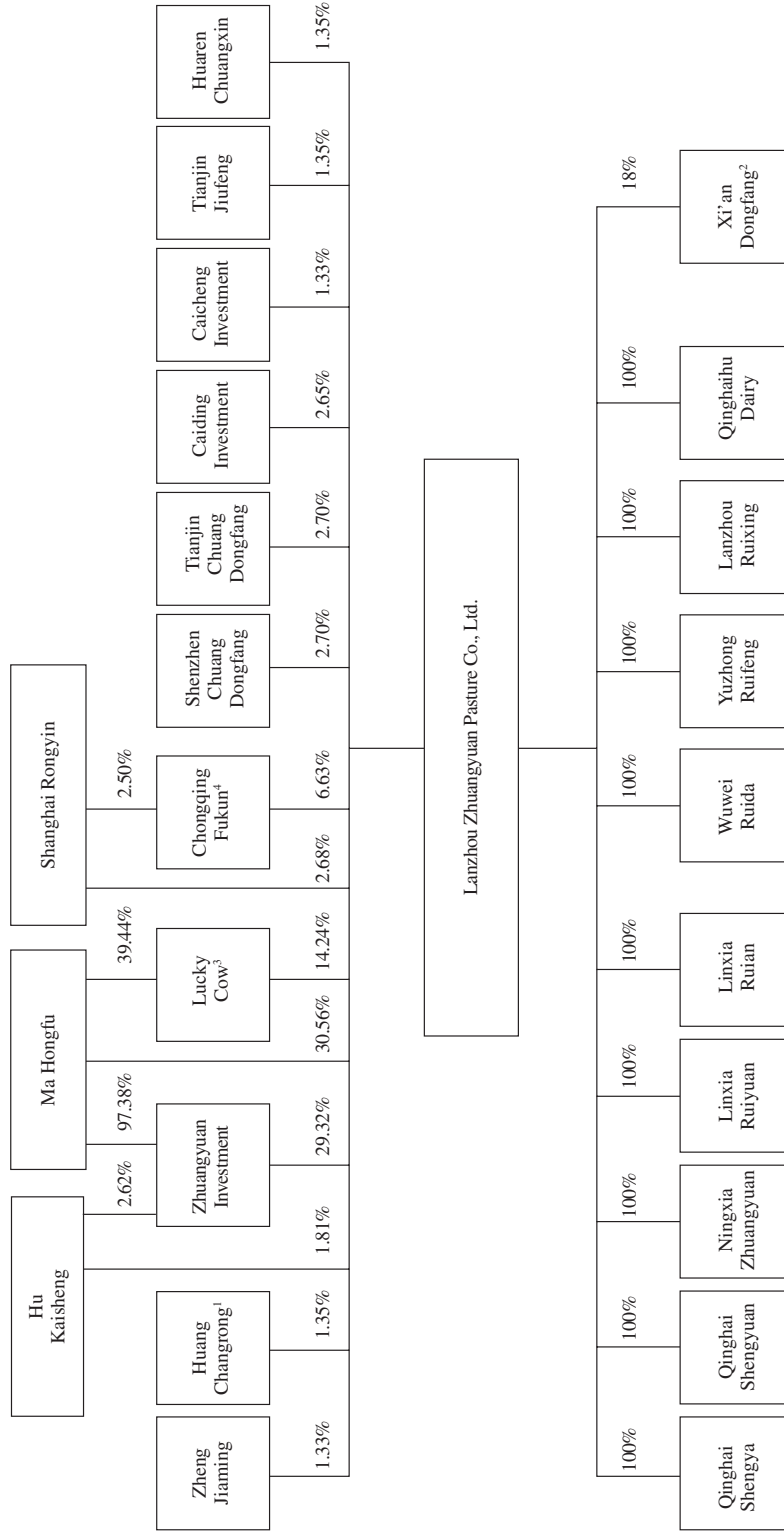 Hu
Kaisheng
Ma Hongfu
Shanghai Rongyin
2.62%
97.38%
39.44%
2.50%
Zheng
Jiaming
Huang
Changrong¹
Zhuangyuan
Investment
Lucky
Cow³
Chongqing
Fukun⁴
Shenzhen
Chuang
Dongfang
Tianjin
Chuang
Dongfang
Caiding
Investment
Caicheng
Investment
Tianjin
Jiufeng
Huaren
Chuangxin
1.33%
1.35%
1.81%
29.32%
30.56%
14.24%
2.68%
6.63%
2.70%
2.70%
2.65%
1.33%
1.35%
1.35%
Lanzhou Zhuangyuan Pasture Co., Ltd.
100%
100%
100%
100%
100%
100%
100%
100%
100%
18%
Qinghai
Shengya
Qinghai
Shengyuan
Ningxia
Zhuangyuan
Linxia
Ruiyuan
Linxia
Ruian
Wuwei
Ruida
Yuzhong
Ruifeng
Lanzhou
Ruixing
Qinghaihu
Dairy
Xi’an
Dongfang²